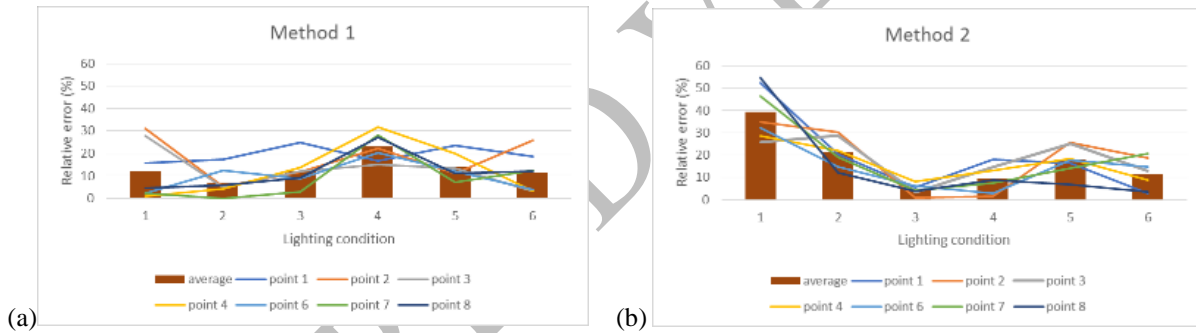 Method 1
60
50
40
30
20
10
0
Relative error (%)
1 2 3 4 5 6
Lighting condition
average point 1 point 2 point 3
point 4 point 6 point 7 point 8
(a)
Method 2
60
50
40
30
20
10
0
Relative error (%)
1 2 3 4 5 6
Lighting condition
average point 1 point 2 point 3
point 4 point 6 point 7 point 8
(b)